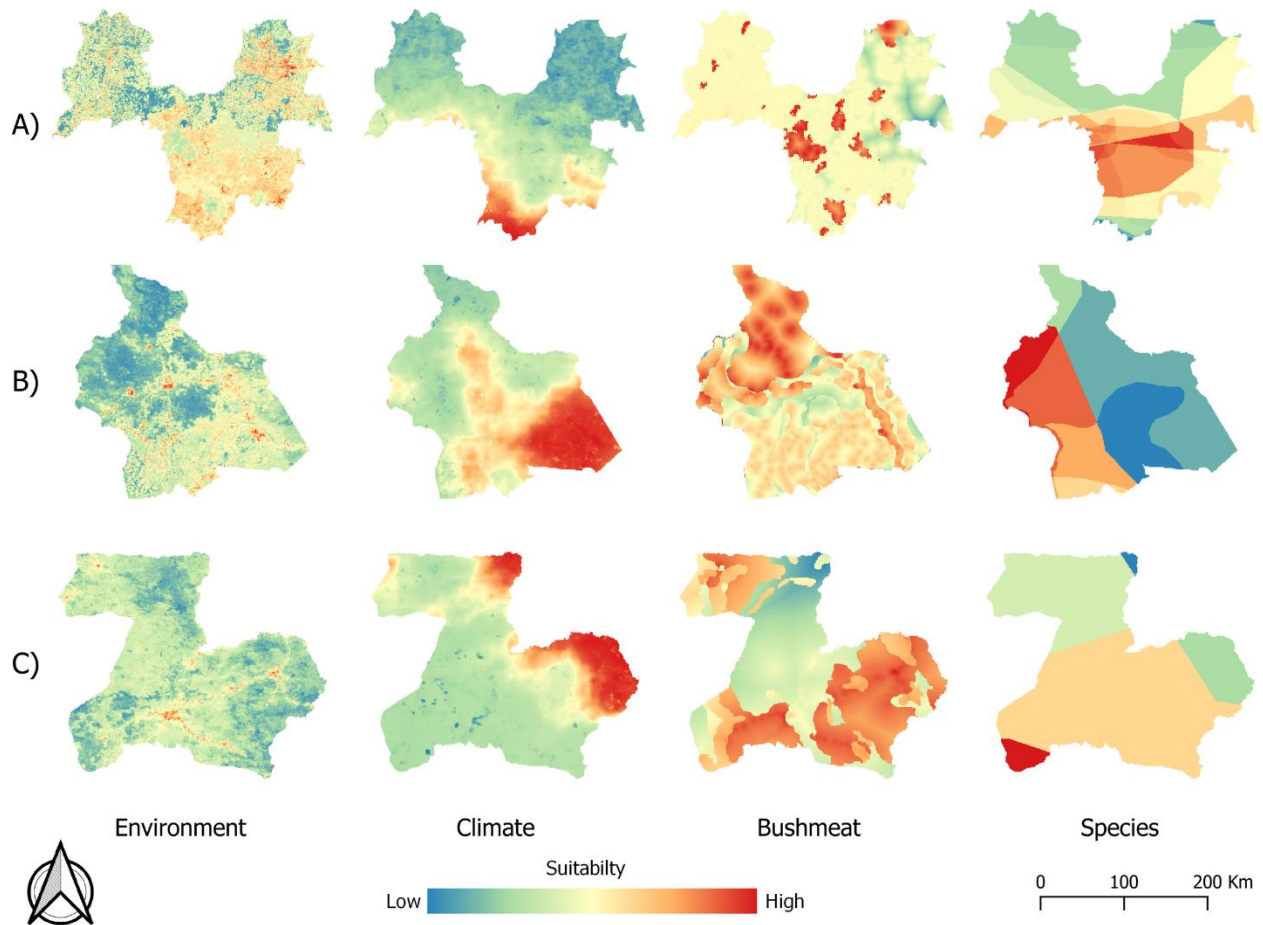 A)
B)
C)
Environment Climate Bushmeat Species
Suitabilty
Low High
0 100 200 Km